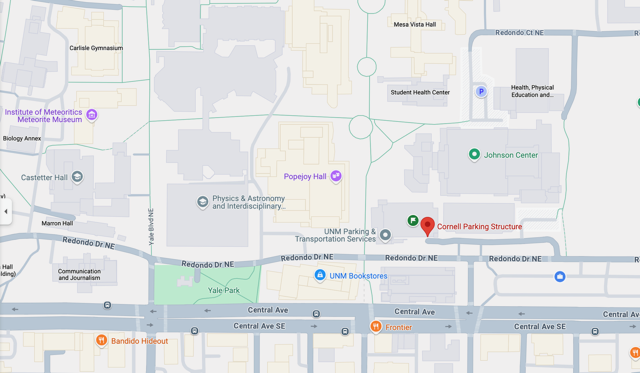 Mesa Vista Hall
Redondo Ct NE
R
Carlisle Gymnasium
Student Health Center
P
Health, Physical
Education and...
Institute of Meteoritics
Meteorite Museum
Biology Annex
Johnson Center
Castetter Hall
Popejoy Hall
Physics & Astronomy
and Interdisciplinary...
Yale Blvd NE
Marron Hall
UNM Parking &
Transportation Services
Cornell Parking Structure
Redondo Dr NE
Redondo Dr NE
Redondo Dr NE
Redondo Dr NE
Hall
Communication
and Journalism
Yale Park
UNM Bookstores
Central Ave
Central Ave
Central Ave SE
Central Ave SE
Frontier
Bandido Hideout